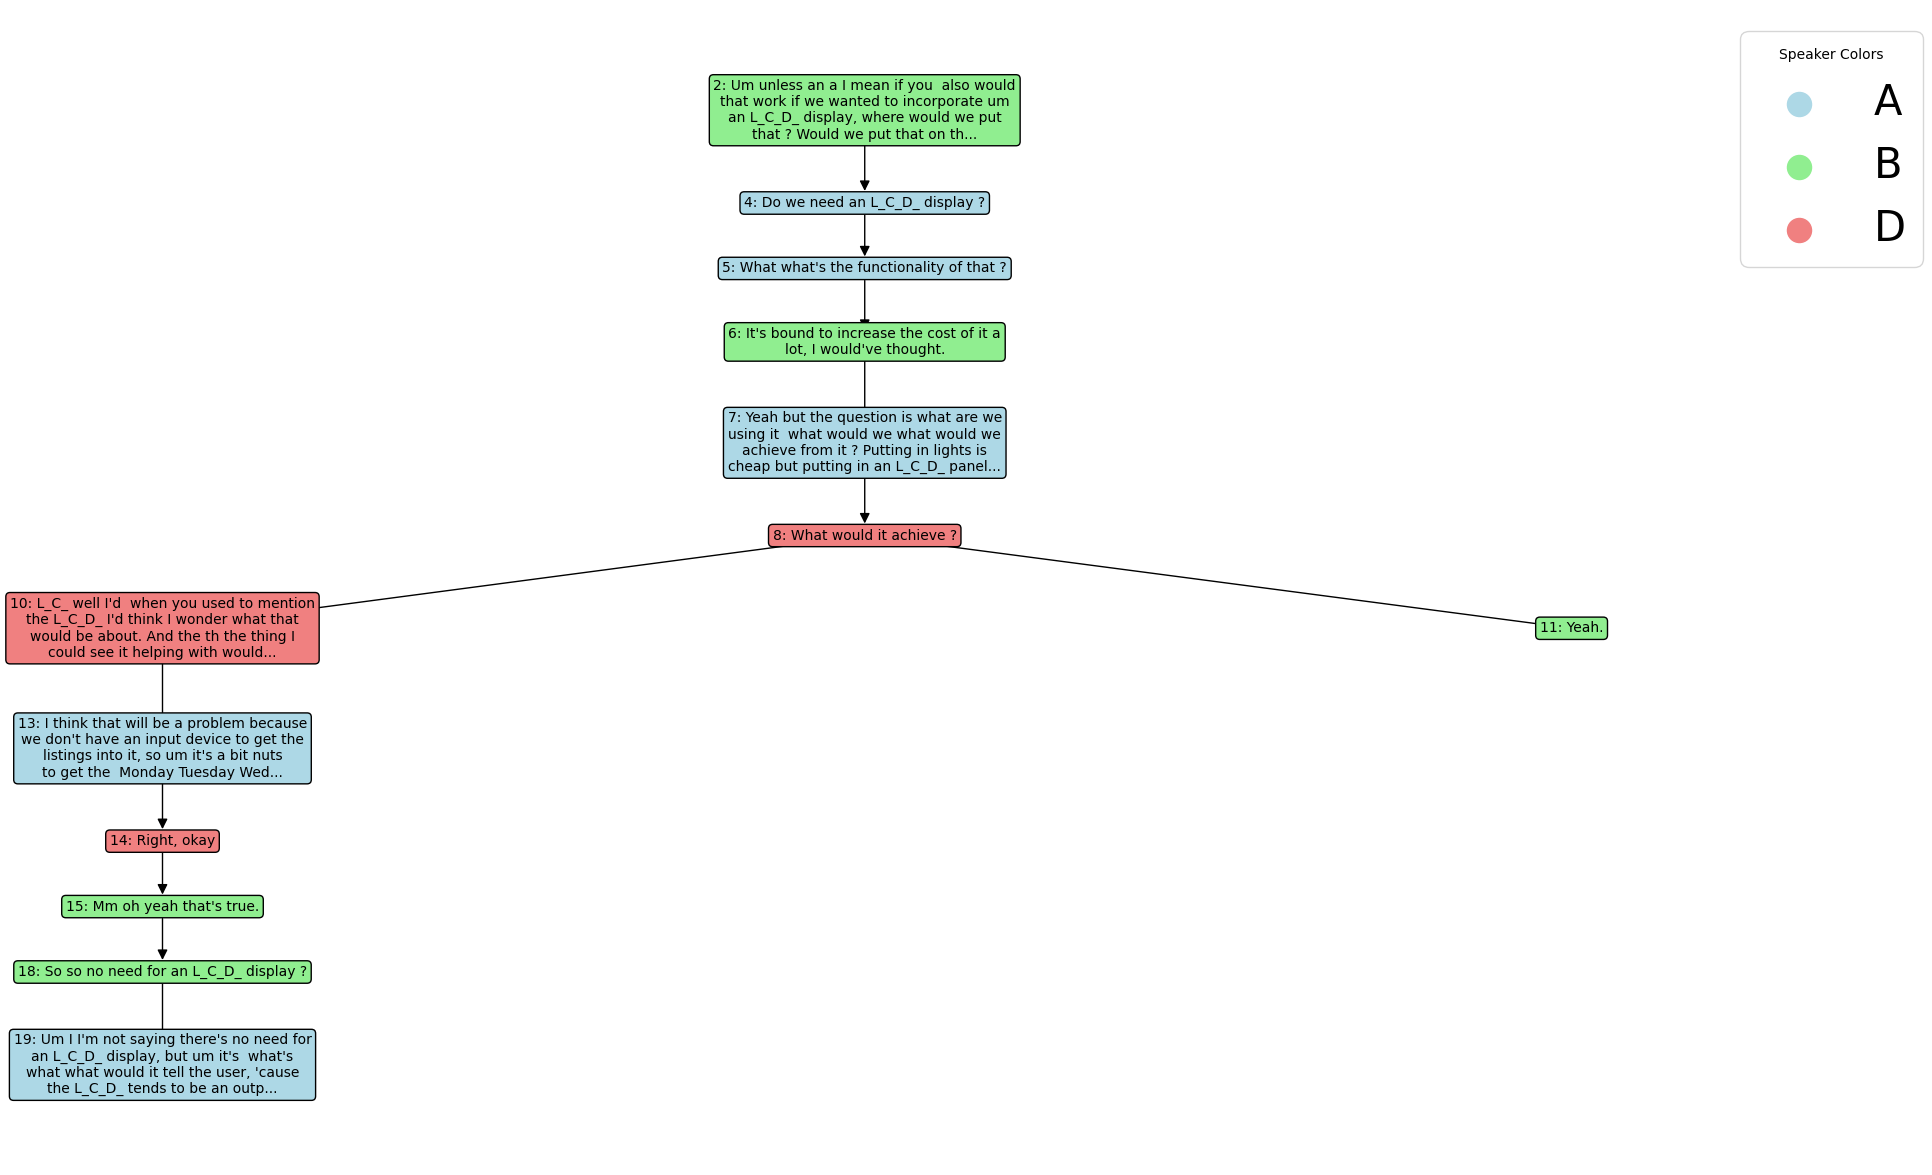 2: Um unless an a I mean if you  also would
that work if we wanted to incorporate um
an L_C_D_ display, where would we put
that ? Would we put that on th...
4: Do we need an L_C_D_ display ?
5: What what's the functionality of that ?
6: It's bound to increase the cost of it a
lot, I would've thought.
7: Yeah but the question is what are we
using it  what would we what would we
achieve from it ? Putting in lights is
cheap but putting in an L_C_D_ panel...
8: What would it achieve ?
10: L_C_ well I'd  when you used to mention
the L_C_D_ I'd think I wonder what that
would be about. And the th the thing I
could see it helping with would...
11: Yeah.
13: I think that will be a problem because
we don't have an input device to get the
listings into it, so um it's a bit nuts
to get the  Monday Tuesday Wed...
14: Right, okay
15: Mm oh yeah that's true.
18: So so no need for an L_C_D_ display ?
19: Um I I'm not saying there's no need for
an L_C_D_ display, but um it's  what's
what what would it tell the user, 'cause
the L_C_D_ tends to be an outp...
Speaker Colors
A
B
D